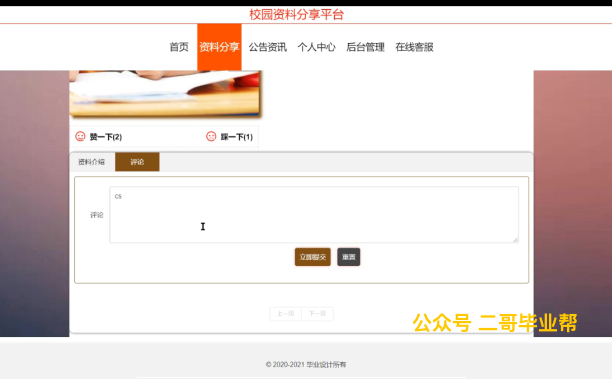 校园资料分享平台
首页 资料分享 公告资讯 个人中心 后台管理 在线客服
赞一下(2) 踩一下(1)
资料介绍 评论
cs
评论
立即提交 重置
上一页 下一页
公众号 二哥毕业帮
© 2020-2021 毕业设计所有